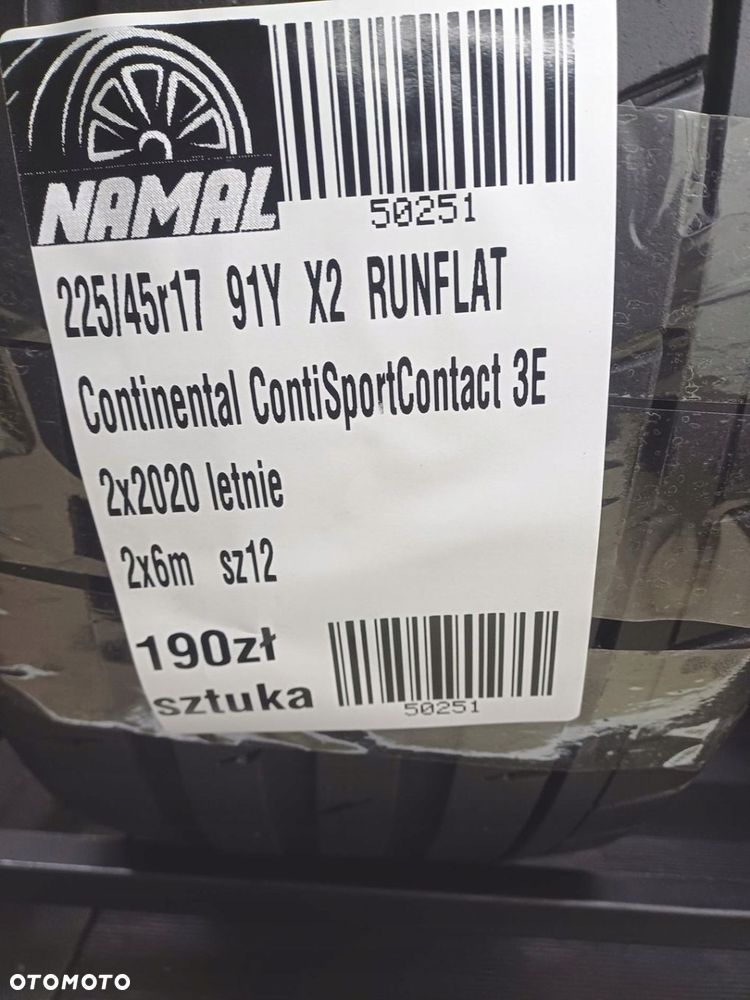 NAMAL
50251
225/45r17 91Y X2 RUNFLAT
Continental ContiSportContact 3E
2x2020 letnie
2x6m sz12
190zł
sztuka
50251
OTOMOTO